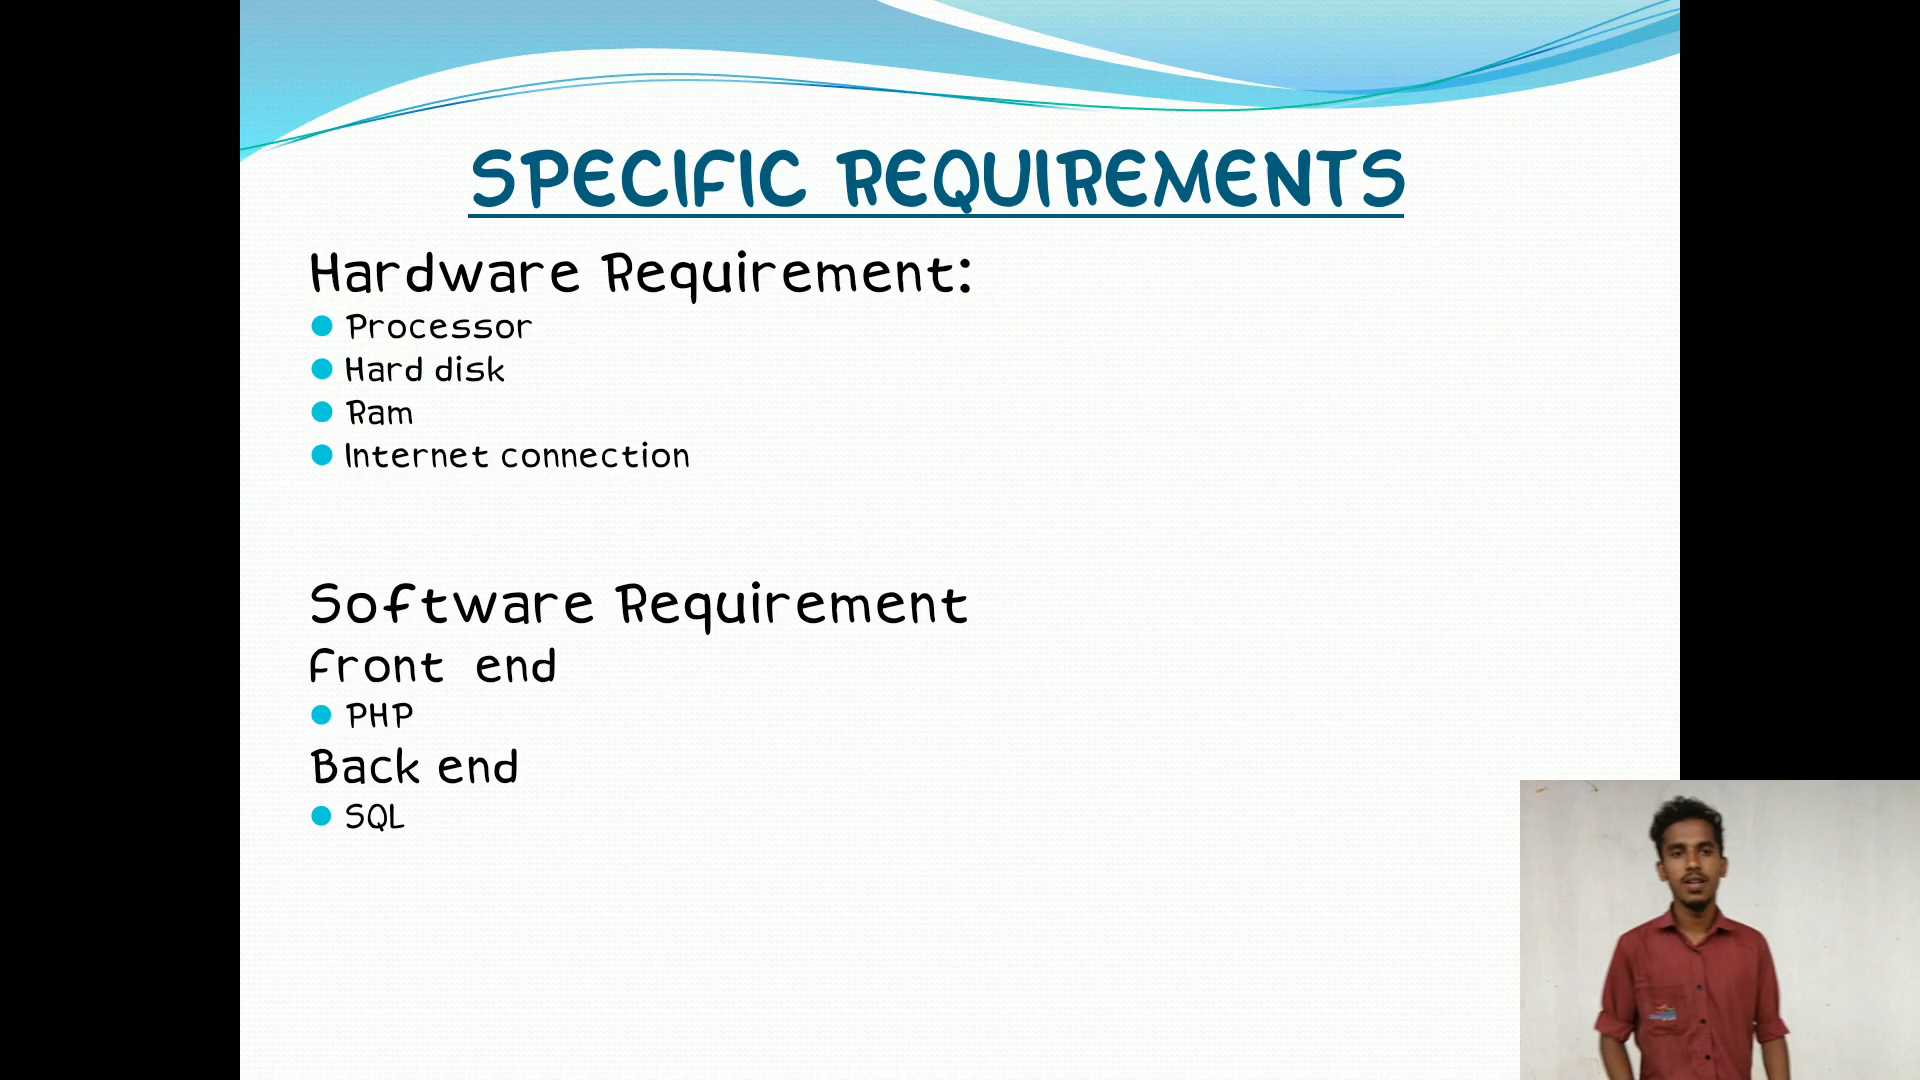 SPECIFIC REQUIREMENTS
Hardware Requirement:
Processor
Hard disk
Ram
Internet connection
Software Requirement
Front end
PHP
Back end
SQL